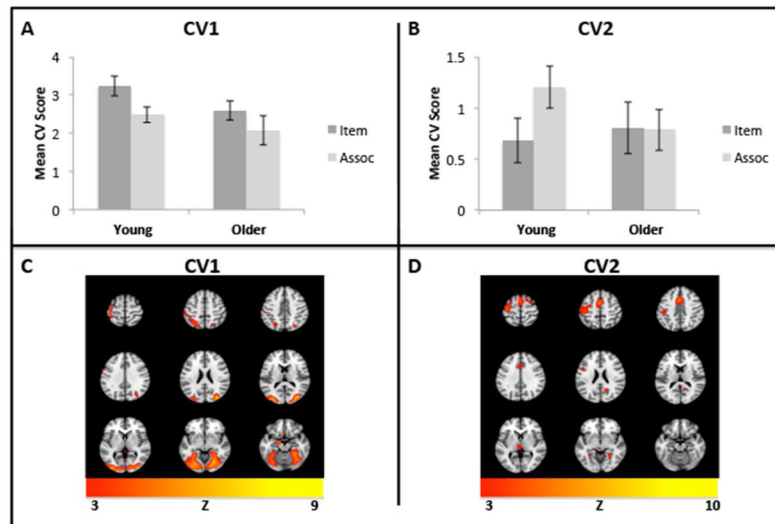 A
CV1
4
3
2
1
0
Mean CV Score
Item
Assoc
Young
Older
B
CV2
1.5
1
0.5
0
Mean CV Score
Item
Assoc
Young
Older
C
CV1
3
Z
9
D
CV2
3
Z
10